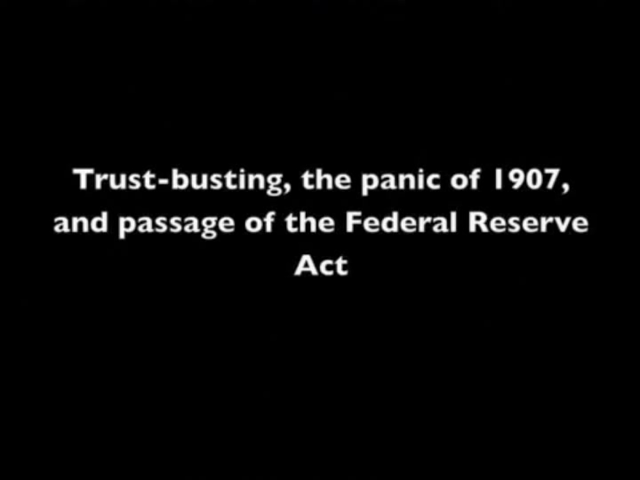 Trust-busting, the panic of 1907,
and passage of the Federal Reserve
Act